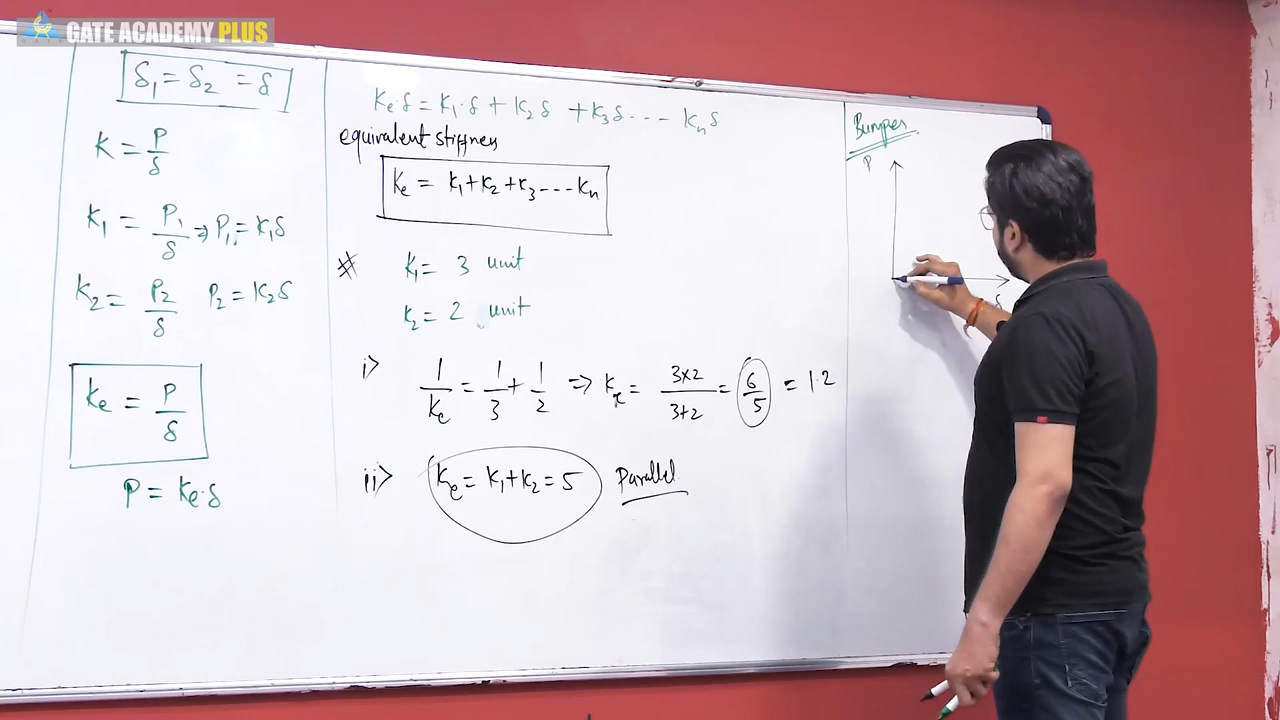 GATE ACADEMY PLUS
δ₁ = δ₂ = δ
K = P/δ
K₁ = P₁/δ ⇒ P₁ = K₁δ
K₂ = P₂/δ P₂ = K₂δ
Ke = P/δ
P = Ke·δ
Ke·δ = K₁·δ + K₂δ + K₃δ --- Knδ
equivalent stiffness
Ke = K₁+K₂+K₃---Kn
* K₁ = 3 unit
K₂ = 2 unit
i> 1/Ke = 1/3 + 1/2 ⇒ Ke = 3x2/3+2 = 6/5 = 1.2
ii> Ke = K₁+K₂ = 5 Parallel
Bumper
P
δ